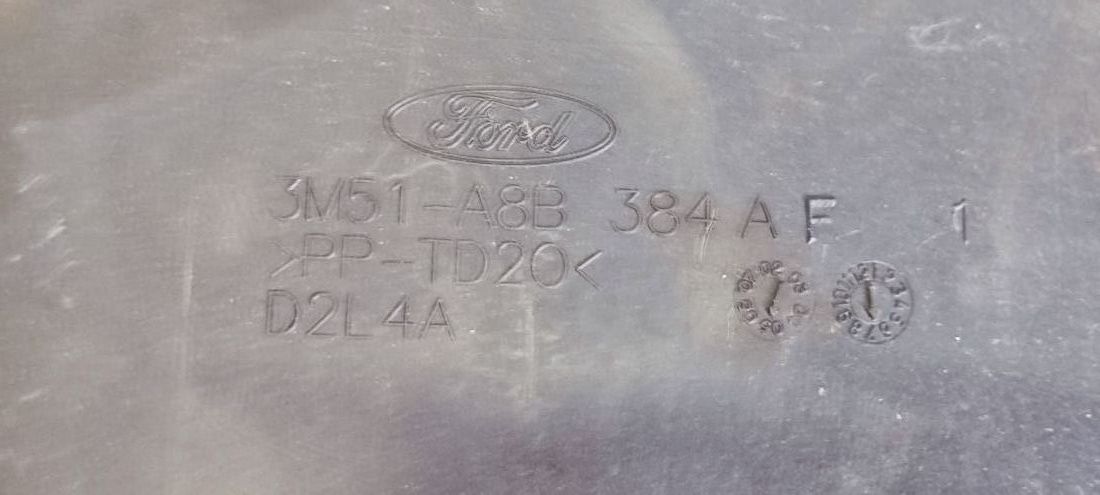 Ford
3M51-A8B 384 A F 1
>PP-TD20<
D2L4A